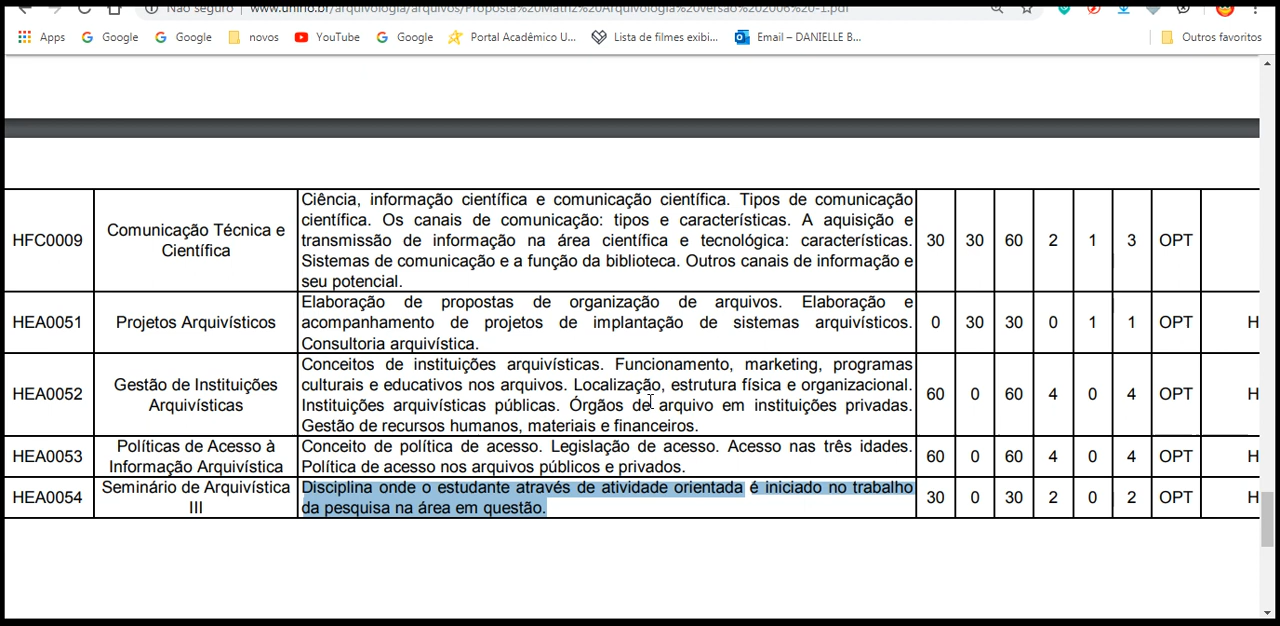 Não seguro | www.unirio.br/arquivologia/arquivos/Proposta%20Matriz%20Arquivologia%20versao%202006%20-1.pdf
Apps Google Google novos YouTube Google Portal Acadêmico U... Lista de filmes exibi... Email – DANIELLE B... Outros favoritos
HFC0009
Comunicação Técnica e
Científica
Ciência, informação científica e comunicação científica. Tipos de comunicação
científica. Os canais de comunicação: tipos e características. A aquisição e
transmissão de informação na área científica e tecnológica: características.
Sistemas de comunicação e a função da biblioteca. Outros canais de informação e
seu potencial.
30 30 60 2 1 3 OPT
HEA0051
Projetos Arquivísticos
Elaboração de propostas de organização de arquivos. Elaboração e
acompanhamento de projetos de implantação de sistemas arquivísticos.
Consultoria arquivística.
0 30 30 0 1 1 OPT H
HEA0052
Gestão de Instituições
Arquivísticas
Conceitos de instituições arquivísticas. Funcionamento, marketing, programas
culturais e educativos nos arquivos. Localização, estrutura física e organizacional.
Instituições arquivísticas públicas. Órgãos de arquivo em instituições privadas.
Gestão de recursos humanos, materiais e financeiros.
60 0 60 4 0 4 OPT H
HEA0053
Políticas de Acesso à
Informação Arquivística
Conceito de política de acesso. Legislação de acesso. Acesso nas três idades.
Política de acesso nos arquivos públicos e privados.
60 0 60 4 0 4 OPT H
HEA0054
Seminário de Arquivística
III
Disciplina onde o estudante através de atividade orientada é iniciado no trabalho
da pesquisa na área em questão.
30 0 30 2 0 2 OPT H